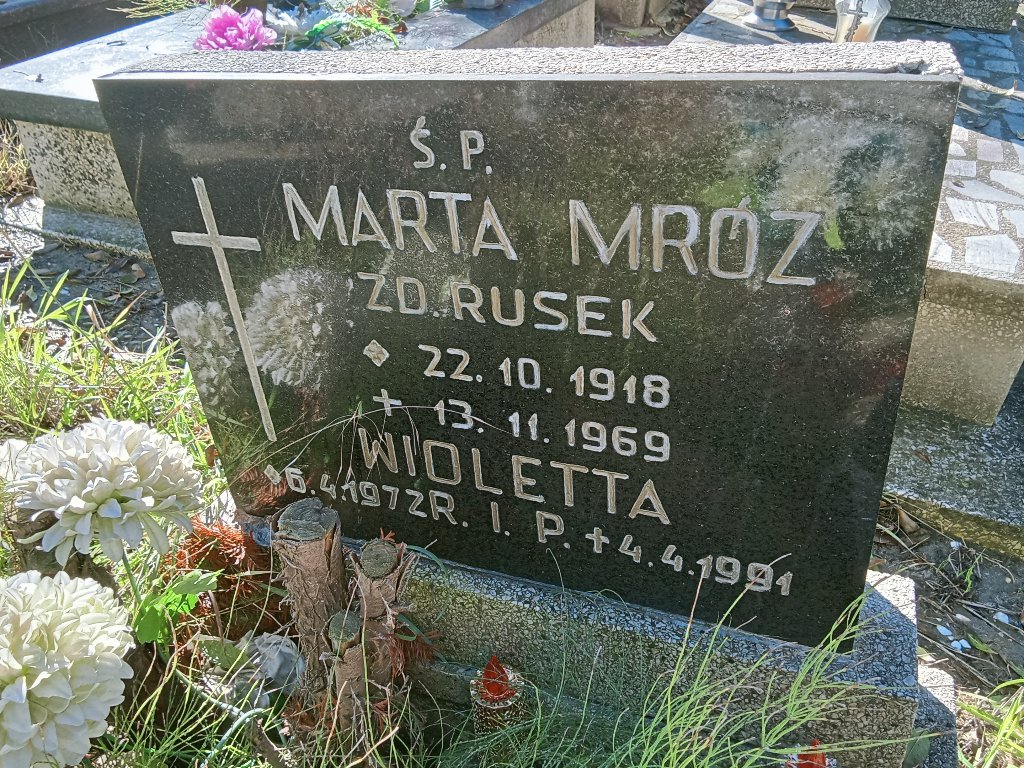 Ś.P.
MARTA MRÓZ
ZD. RUSEK
22.10.1918
+ 13.11.1969
WIOLETTA
6.4.1972R. I. P. + 4.4.1991